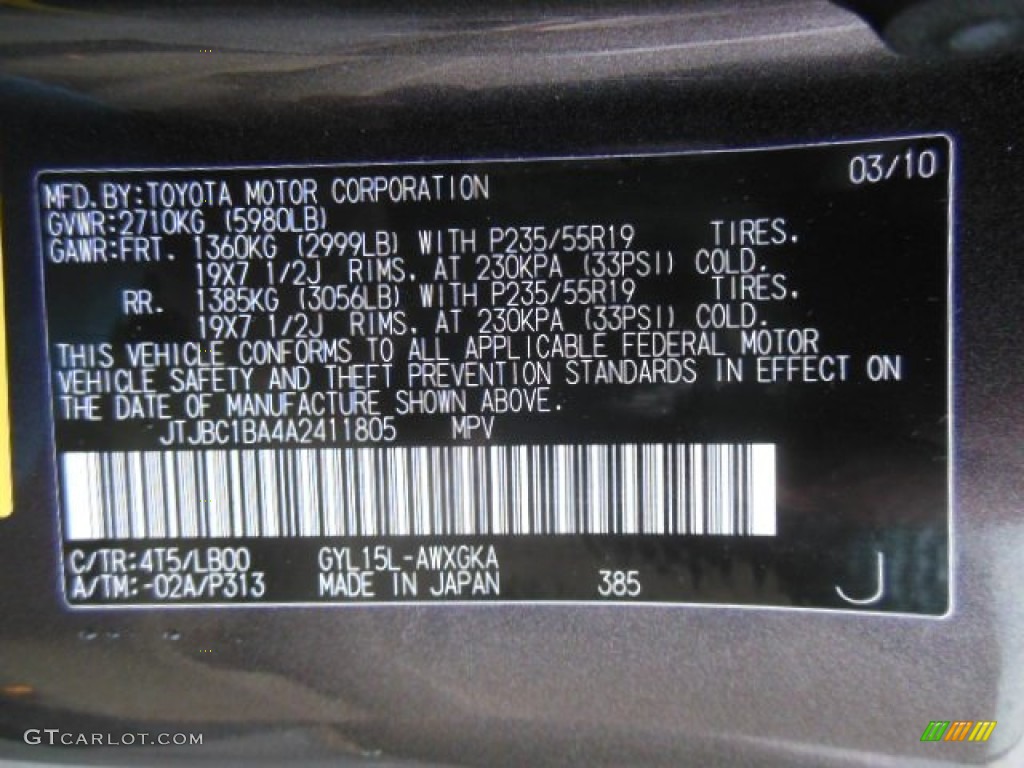 03/10
MFD.BY:TOYOTA MOTOR CORPORATION
GVWR:2710KG (5980LB)
GAWR:FRT. 1360KG (2999LB) WITH P235/55R19 TIRES.
19X7 1/2J RIMS. AT 230KPA (33PSI) COLD.
RR. 1385KG (3056LB) WITH P235/55R19 TIRES.
19X7 1/2J RIMS. AT 230KPA (33PSI) COLD.
THIS VEHICLE CONFORMS TO ALL APPLICABLE FEDERAL MOTOR
VEHICLE SAFETY AND THEFT PREVENTION STANDARDS IN EFFECT ON
THE DATE OF MANUFACTURE SHOWN ABOVE.
JTJBC1BA4A2411805 MPV
C/TR:4T5/LB00 GYL15L-AWXGKA
A/TM:-02A/P313 MADE IN JAPAN 385 J
GTCARLOT.COM